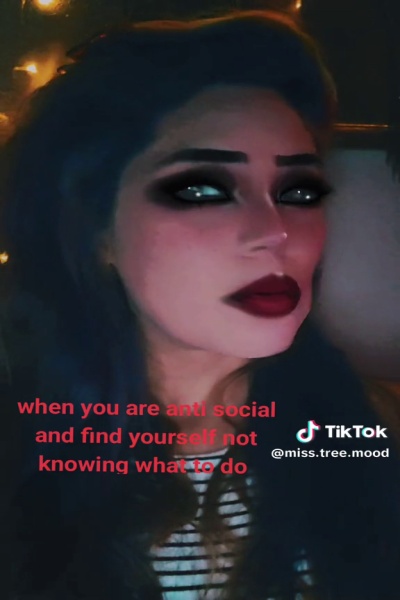 when you are anti social
and find yourself not
knowing what to do
TikTok
@miss.tree.mood